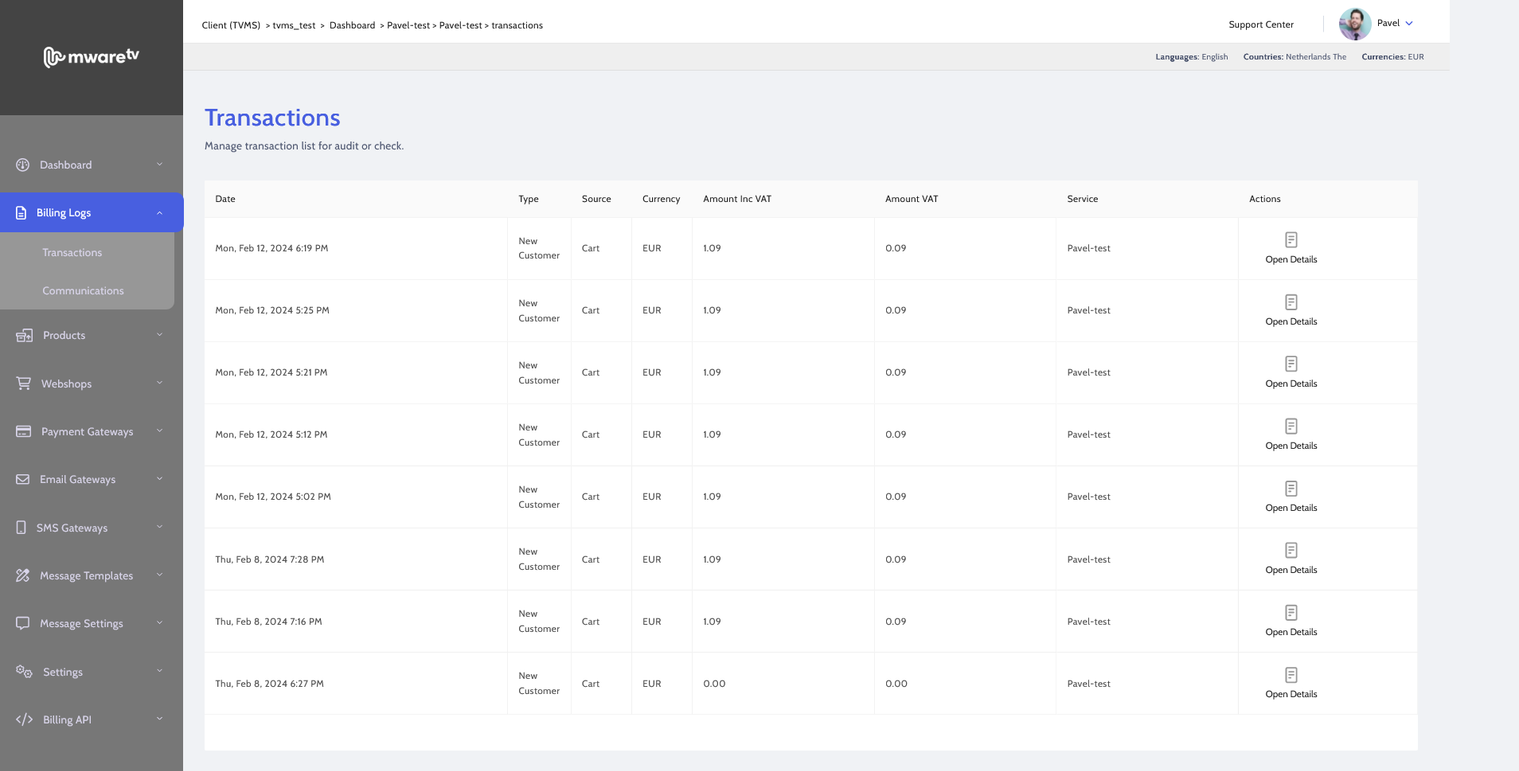 mwaretv
Client (TVMS) > tvms_test > Dashboard > Pavel-test > Pavel-test > transactions
Support Center
Pavel
Languages: English Countries: Netherlands The Currencies: EUR
Dashboard
Billing Logs
Transactions
Communications
Products
Webshops
Payment Gateways
Email Gateways
SMS Gateways
Message Templates
Message Settings
Settings
Billing API
Transactions
Manage transaction list for audit or check.
Date Type Source Currency Amount Inc VAT Amount VAT Service Actions
Mon, Feb 12, 2024 6:19 PM New Customer Cart EUR 1.09 0.09 Pavel-test Open Details
Mon, Feb 12, 2024 5:25 PM New Customer Cart EUR 1.09 0.09 Pavel-test Open Details
Mon, Feb 12, 2024 5:21 PM New Customer Cart EUR 1.09 0.09 Pavel-test Open Details
Mon, Feb 12, 2024 5:12 PM New Customer Cart EUR 1.09 0.09 Pavel-test Open Details
Mon, Feb 12, 2024 5:02 PM New Customer Cart EUR 1.09 0.09 Pavel-test Open Details
Thu, Feb 8, 2024 7:28 PM New Customer Cart EUR 1.09 0.09 Pavel-test Open Details
Thu, Feb 8, 2024 7:16 PM New Customer Cart EUR 1.09 0.09 Pavel-test Open Details
Thu, Feb 8, 2024 6:27 PM New Customer Cart EUR 0.00 0.00 Pavel-test Open Details